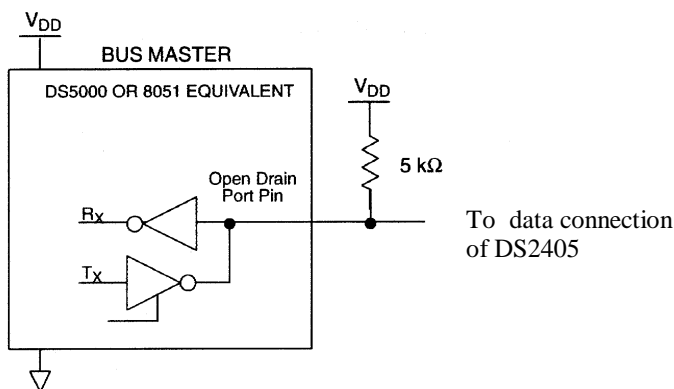 VDD
BUS MASTER
DS5000 OR 8051 EQUIVALENT
VDD
5 kΩ
Open Drain
Port Pin
RX
TX
To data connection
of DS2405